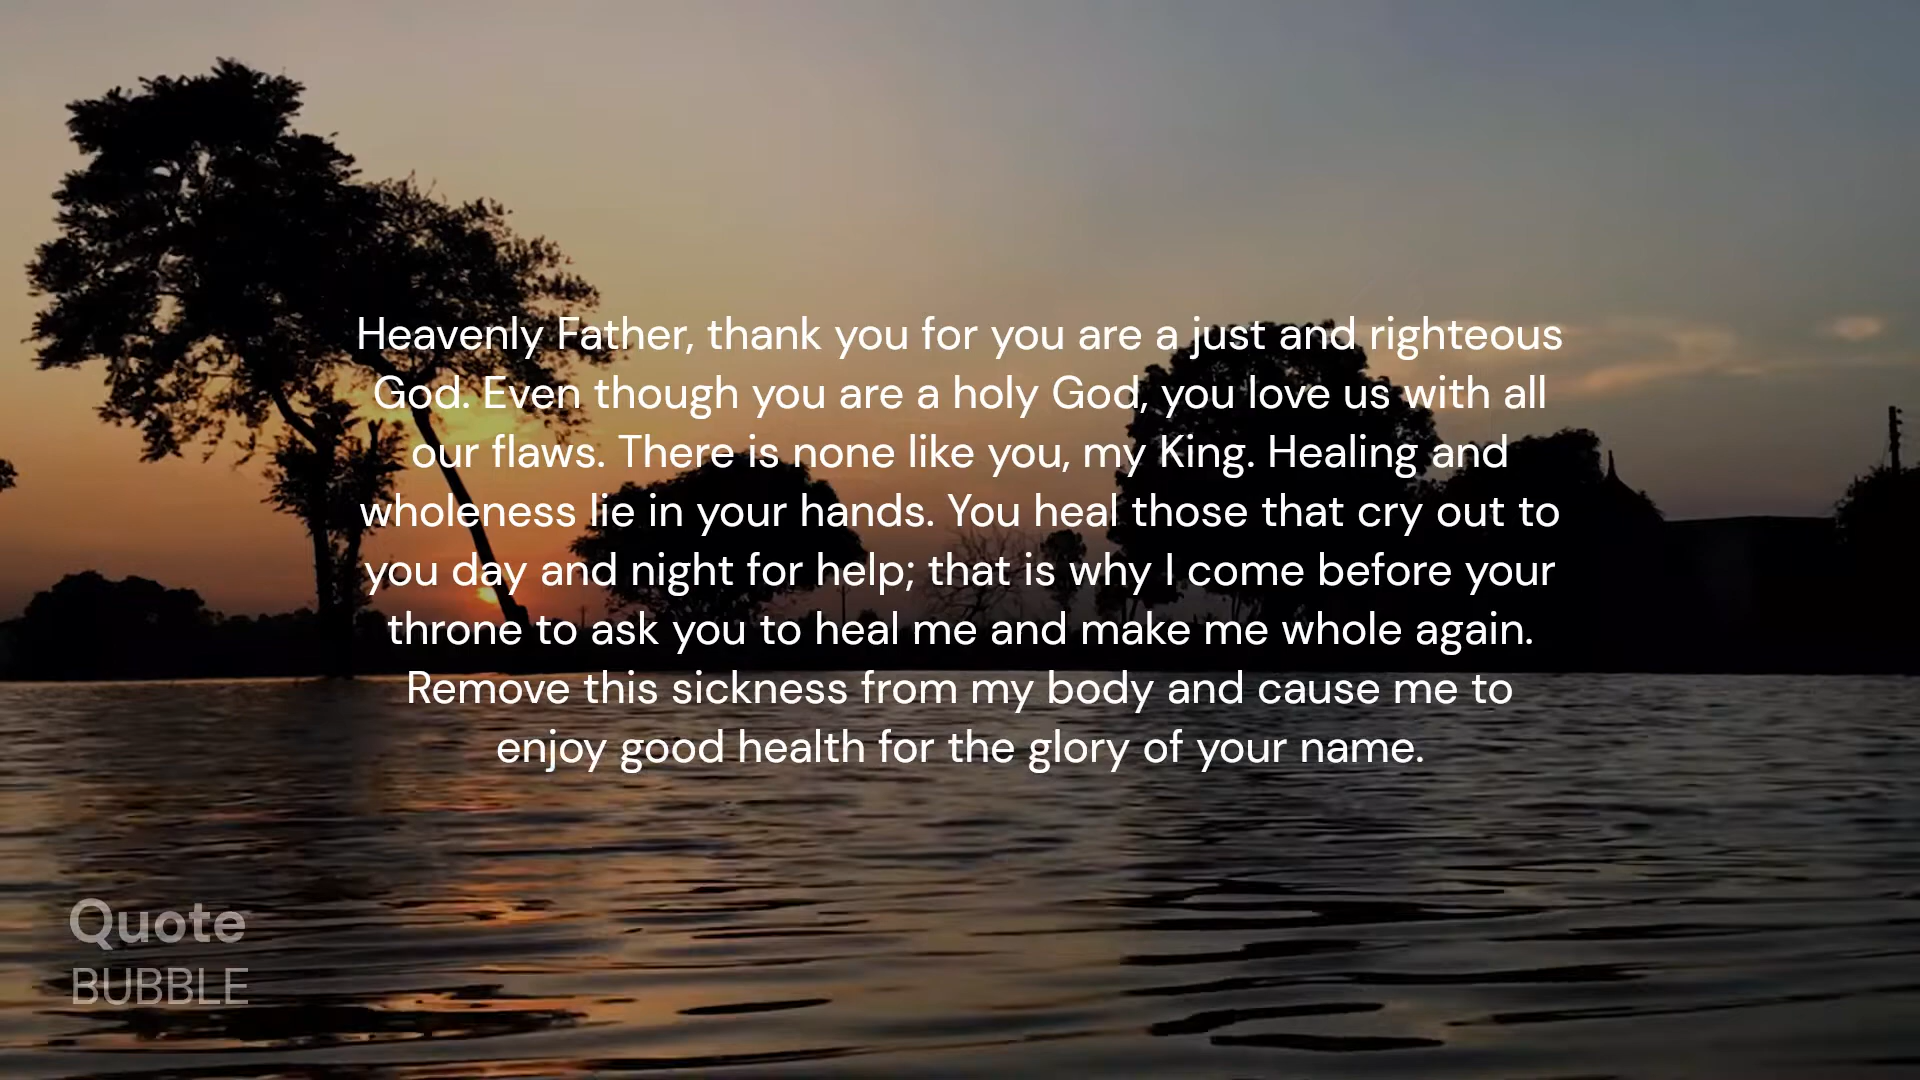 Heavenly Father, thank you for you are a just and righteous
God. Even though you are a holy God, you love us with all
our flaws. There is none like you, my King. Healing and
wholeness lie in your hands. You heal those that cry out to
you day and night for help; that is why I come before your
throne to ask you to heal me and make me whole again.
Remove this sickness from my body and cause me to
enjoy good health for the glory of your name.
Quote
BUBBLE